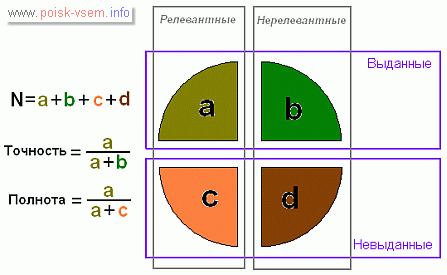 www.poisk-vsem.info
Релевантные
Нерелевантные
Выданные
N=a+b+c+d
a
b
Точность = a
a+b
Полнота = a
a+c
c
d
Невыданные